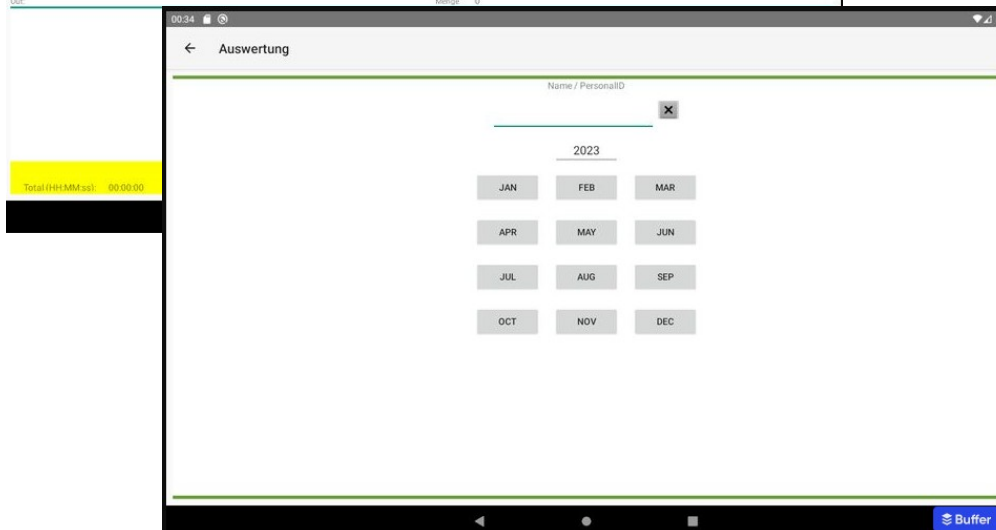 Out:
Menge 0
00:34
Auswertung
Name / PersonalID
2023
JAN FEB MAR
APR MAY JUN
JUL AUG SEP
OCT NOV DEC
Total (HH:MM:ss): 00:00:00
Buffer